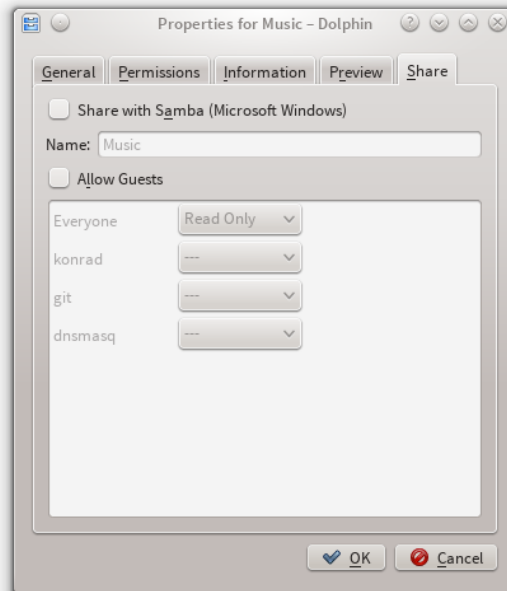 Properties for Music – Dolphin
General Permissions Information Preview Share
Share with Samba (Microsoft Windows)
Name: Music
Allow Guests
Everyone Read Only
konrad ---
git ---
dnsmasq ---
OK Cancel